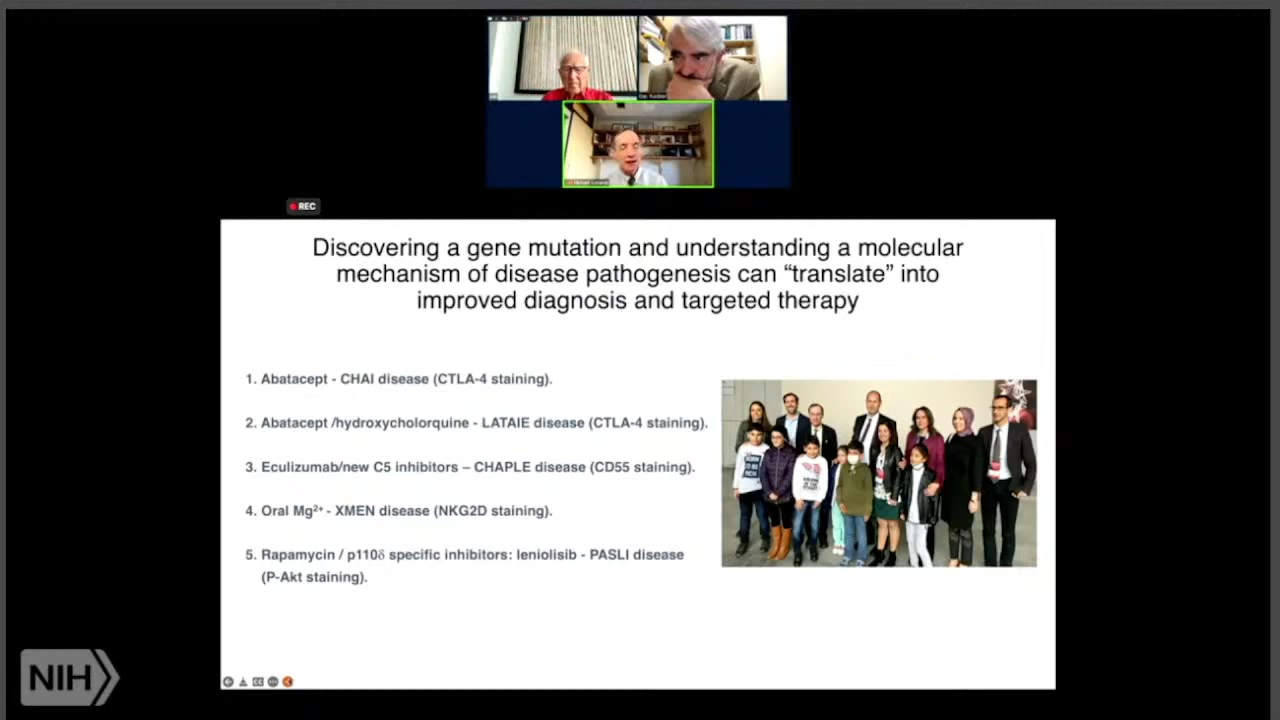 REC
Discovering a gene mutation and understanding a molecular
mechanism of disease pathogenesis can “translate” into
improved diagnosis and targeted therapy
1. Abatacept - CHAI disease (CTLA-4 staining).
2. Abatacept /hydroxycholorquine - LATAIE disease (CTLA-4 staining).
3. Eculizumab/new C5 inhibitors – CHAPLE disease (CD55 staining).
4. Oral Mg²⁺ - XMEN disease (NKG2D staining).
5. Rapamycin / p110δ specific inhibitors: leniolisib - PASLI disease
(P-Akt staining).
NIH